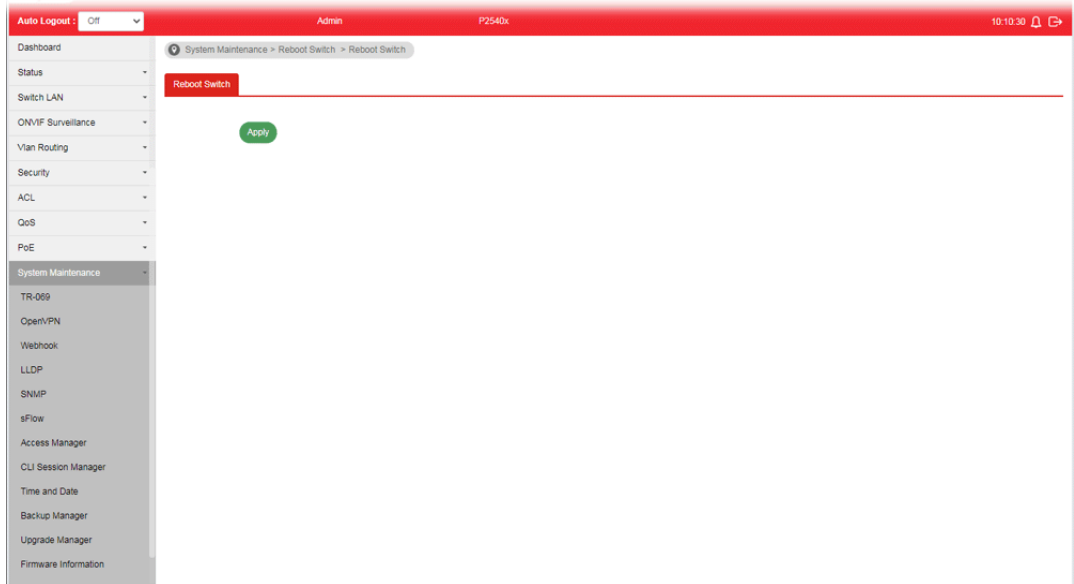 Auto Logout : Off Admin P2540x 10:10:30
Dashboard
System Maintenance > Reboot Switch > Reboot Switch
Status
Reboot Switch
Switch LAN
ONVIF Surveillance
Apply
Vlan Routing
Security
ACL
QoS
PoE
System Maintenance
TR-069
OpenVPN
Webhook
LLDP
SNMP
sFlow
Access Manager
CLI Session Manager
Time and Date
Backup Manager
Upgrade Manager
Firmware Information